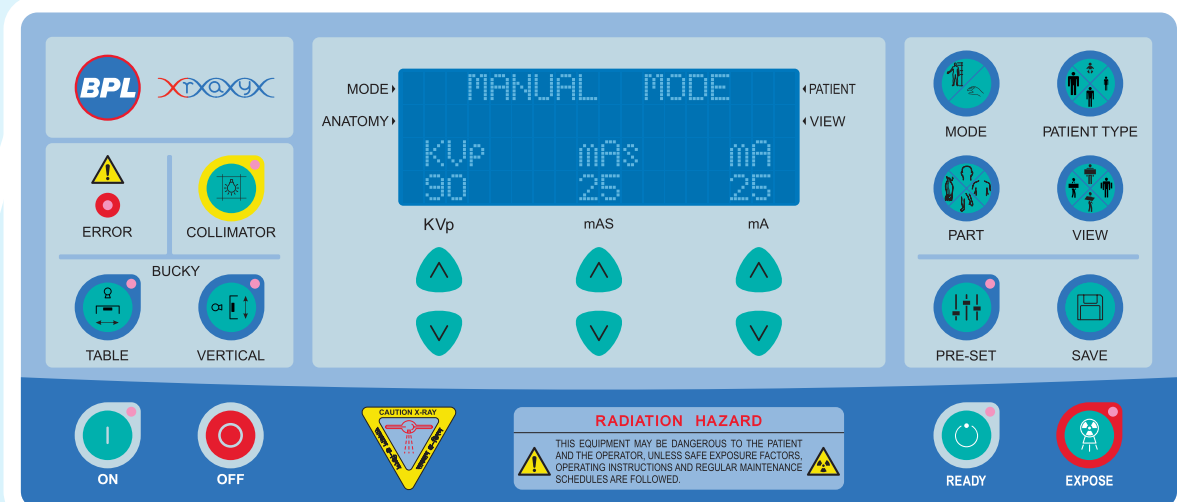 BPL
xray
MODE
MANUAL MODE
PATIENT
ANATOMY
VIEW
KVp mAs mA
90 25 25
KVp mAS mA
ERROR
COLLIMATOR
BUCKY
TABLE
VERTICAL
MODE
PATIENT TYPE
PART
VIEW
PRE-SET
SAVE
ON
OFF
CAUTION X-RAY
RADIATION HAZARD
THIS EQUIPMENT MAY BE DANGEROUS TO THE PATIENT
AND THE OPERATOR, UNLESS SAFE EXPOSURE FACTORS,
OPERATING INSTRUCTIONS AND REGULAR MAINTENANCE
SCHEDULES ARE FOLLOWED.
READY
EXPOSE